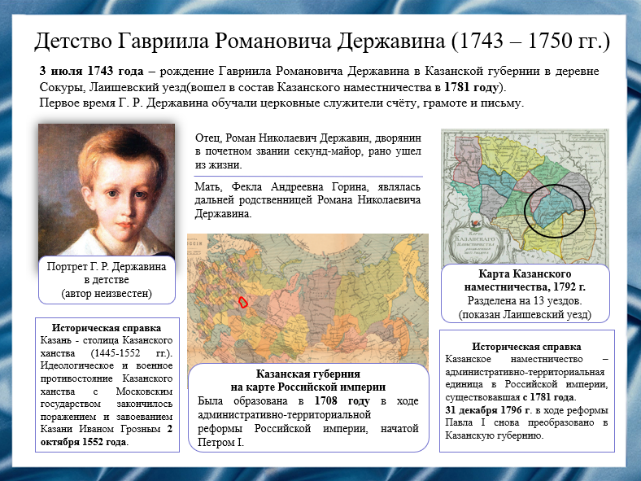 Детство Гавриила Романовича Державина (1743 – 1750 гг.)
3 июля 1743 года – рождение Гавриила Романовича Державина в Казанской губернии в деревне
Сокуры, Лаишевский уезд(вошел в состав Казанского наместничества в 1781 году).
Первое время Г. Р. Державина обучали церковные служители счёту, грамоте и письму.
Отец, Роман Николаевич Державин, дворянин
в почетном звании секунд-майор, рано ушел
из жизни.
Мать, Фекла Андреевна Горина, являлась
дальней родственницей Романа Николаевича
Державина.
Портрет Г. Р. Державина
в детстве
(автор неизвестен)
Карта Казанского
наместничества, 1792 г.
Разделена на 13 уездов.
(показан Лаишевский уезд)
Историческая справка
Казань - столица Казанского
ханства (1445-1552 гг.).
Идеологическое и военное
противостояние Казанского
ханства с Московским
государством закончилось
поражением и завоеванием
Казани Иваном Грозным 2
октября 1552 года.
Казанская губерния
на карте Российской империи
Была образована в 1708 году в ходе
административно-территориальной
реформы Российской империи, начатой
Петром I.
Историческая справка
Казанское наместничество –
административно-территориальная
единица в Российской империи,
существовавшая с 1781 года.
31 декабря 1796 г. в ходе реформы
Павла I снова преобразовано в
Казанскую губернию.